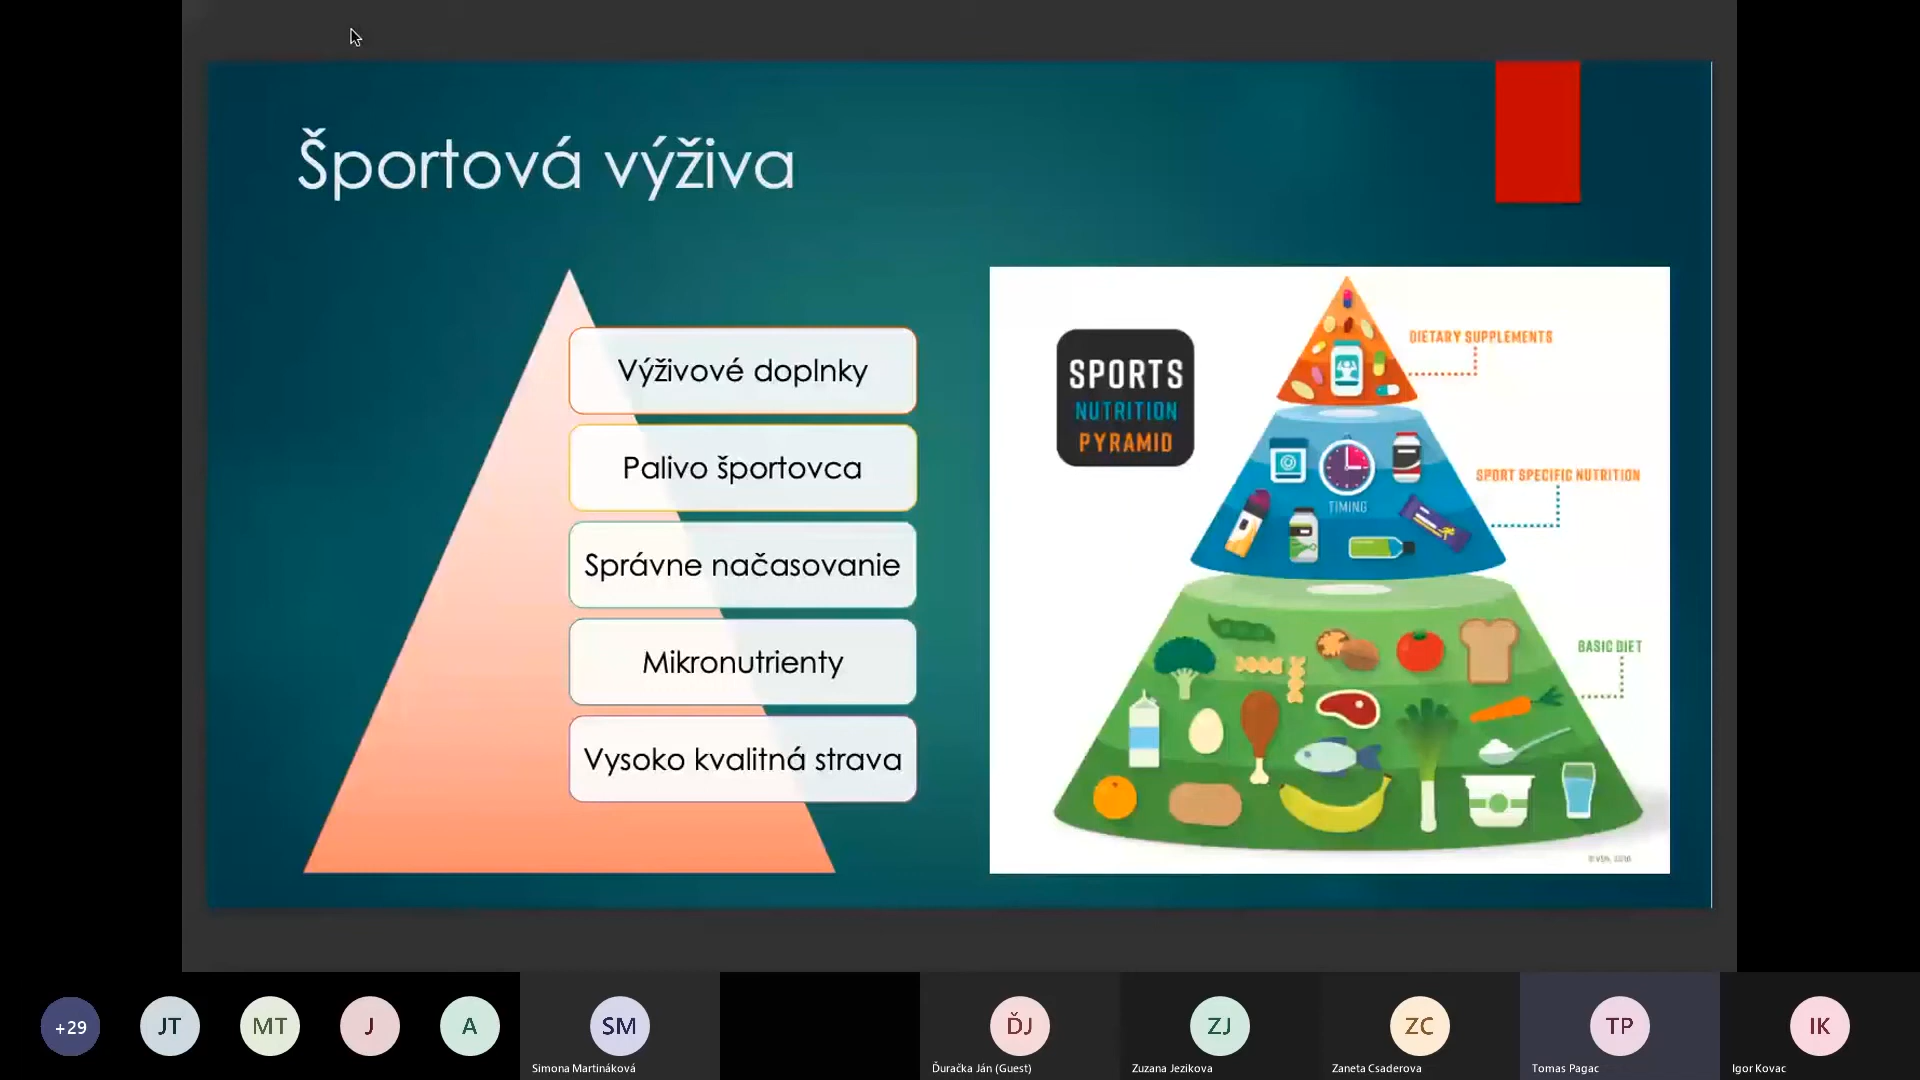 Športová výživa
Výživové doplnky
Palivo športovca
Správne načasovanie
Mikronutrienty
Vysoko kvalitná strava
SPORTS
NUTRITION
PYRAMID
DIETARY SUPPLEMENTS
SPORT SPECIFIC NUTRITION
TIMING
BASIC DIET
+29
JT
MT
J
A
SM
Simona Martináková
ĎJ
Ďuračka Ján (Guest)
ZJ
Zuzana Jezikova
ZC
Zaneta Csaderova
TP
Tomas Pagac
IK
Igor Kovac